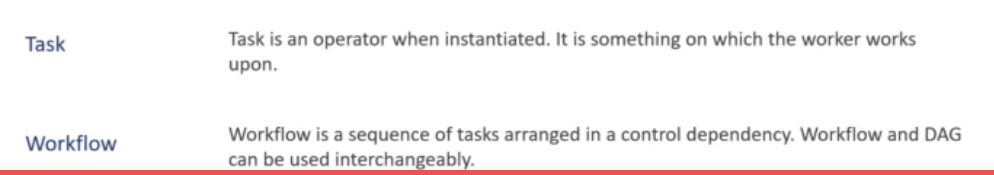 Task
Task is an operator when instantiated. It is something on which the worker works
upon.
Workflow
Workflow is a sequence of tasks arranged in a control dependency. Workflow and DAG
can be used interchangeably.